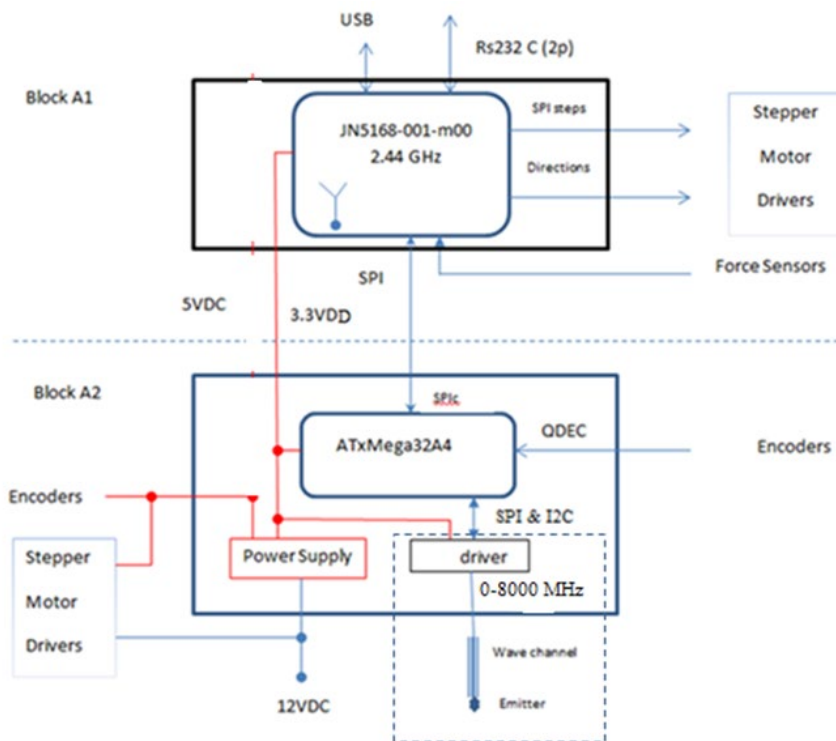 USB
Rs232 C (2p)
Block A1
JN5168-001-m00
2.44 GHz
SPI steps
Directions
Stepper
Motor
Drivers
Force Sensors
SPI
5VDC
3.3VDD
Block A2
SPIc
ATxMega32A4
QDEC
Encoders
Encoders
SPI & I2C
Stepper
Motor
Drivers
Power Supply
driver
0-8000 MHz
Wave channel
Emitter
12VDC